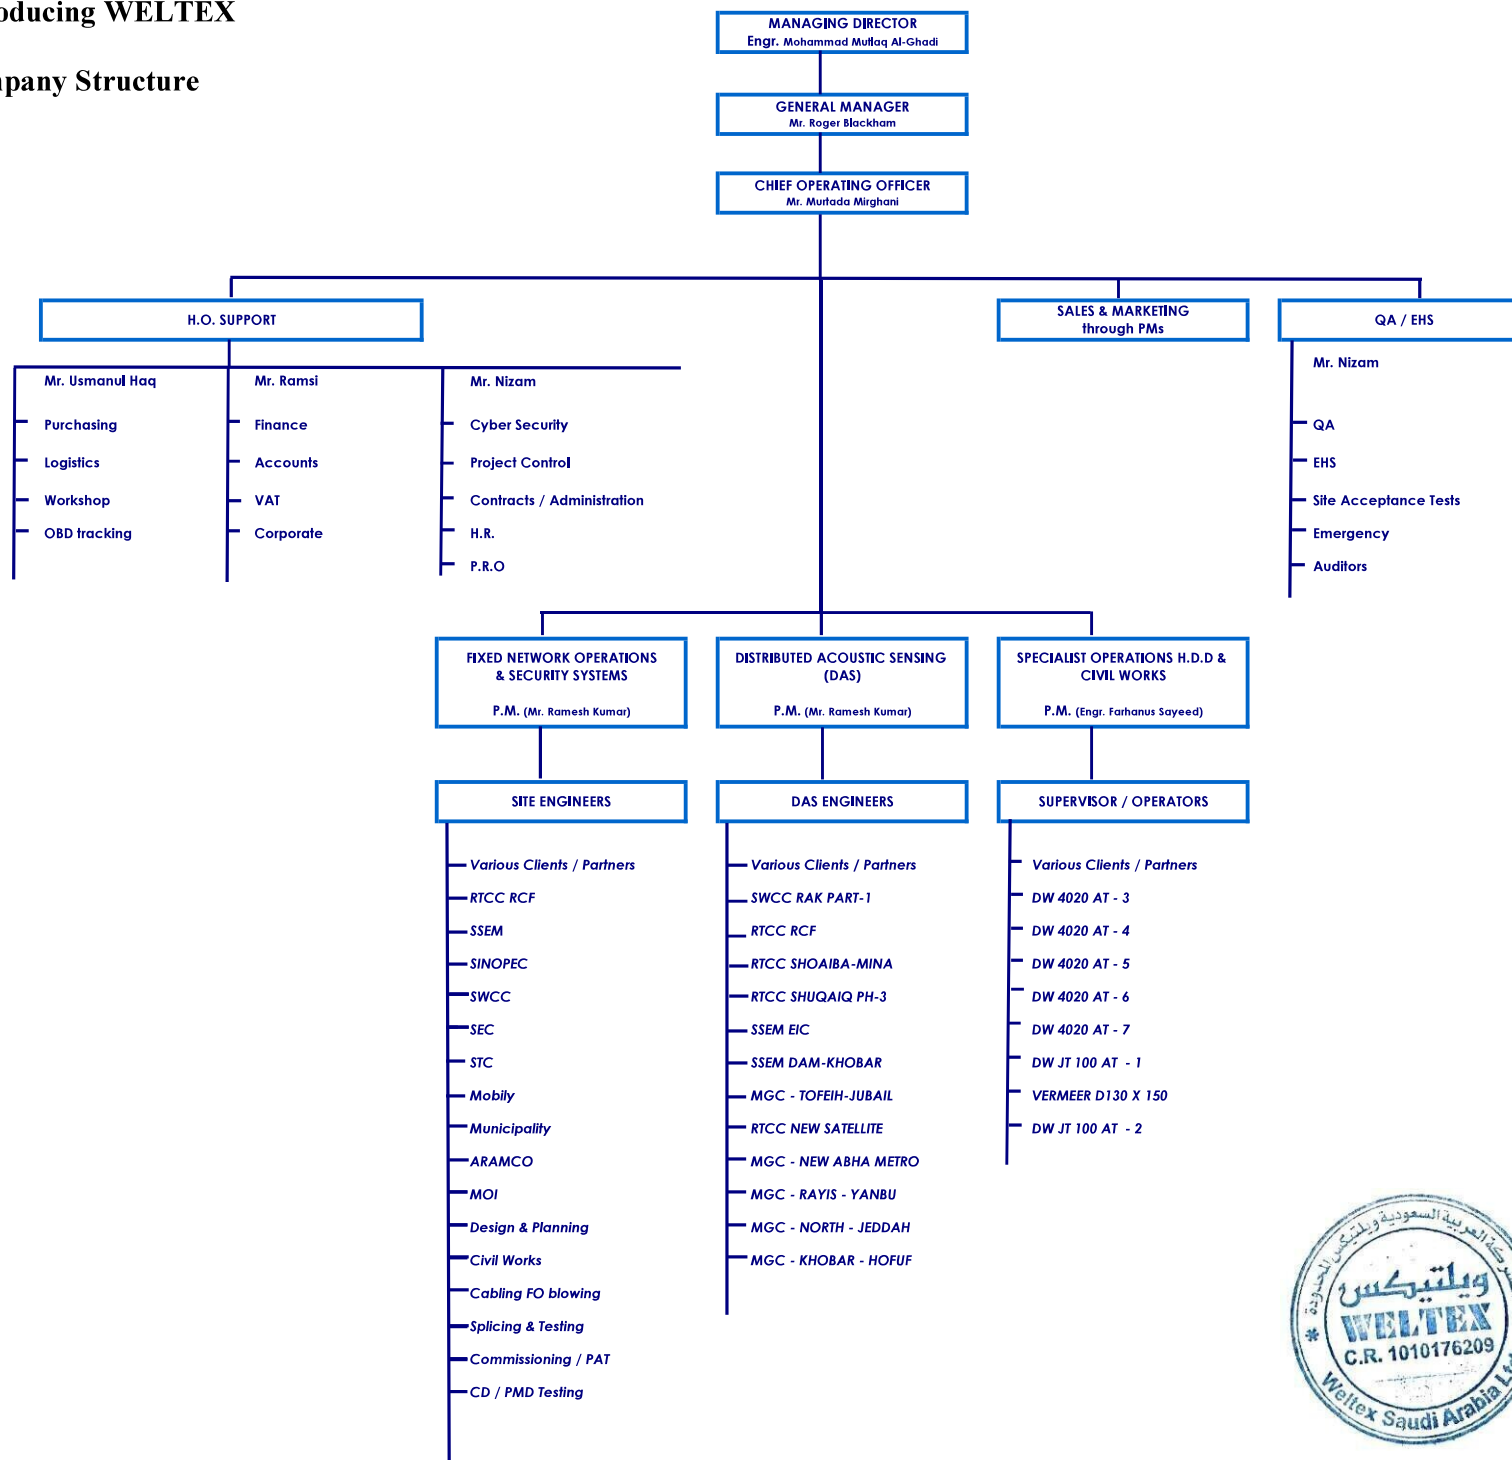 oducing WELTEX
pany Structure
MANAGING DIRECTOR
Engr. Mohammad Mutlaq Al-Ghadi
GENERAL MANAGER
Mr. Roger Blackham
CHIEF OPERATING OFFICER
Mr. Murtada Mirghani
H.O. SUPPORT
SALES & MARKETING
through PMs
QA / EHS
Mr. Usmanul Haq
Purchasing
Logistics
Workshop
OBD tracking
Mr. Ramsi
Finance
Accounts
VAT
Corporate
Mr. Nizam
Cyber Security
Project Control
Contracts / Administration
H.R.
P.R.O
Mr. Nizam
QA
EHS
Site Acceptance Tests
Emergency
Auditors
FIXED NETWORK OPERATIONS
& SECURITY SYSTEMS
P.M. (Mr. Ramesh Kumar)
DISTRIBUTED ACOUSTIC SENSING
(DAS)
P.M. (Mr. Ramesh Kumar)
SPECIALIST OPERATIONS H.D.D &
CIVIL WORKS
P.M. (Engr. Farhanus Sayeed)
SITE ENGINEERS
Various Clients / Partners
RTCC RCF
SSEM
SINOPEC
SWCC
SEC
STC
Mobily
Municipality
ARAMCO
MOI
Design & Planning
Civil Works
Cabling FO blowing
Splicing & Testing
Commissioning / PAT
CD / PMD Testing
DAS ENGINEERS
Various Clients / Partners
SWCC RAK PART-1
RTCC RCF
RTCC SHOAIBA-MINA
RTCC SHUQAIQ PH-3
SSEM EIC
SSEM DAM-KHOBAR
MGC - TOFEIH-JUBAIL
RTCC NEW SATELLITE
MGC - NEW ABHA METRO
MGC - RAYIS - YANBU
MGC - NORTH - JEDDAH
MGC - KHOBAR - HOFUF
SUPERVISOR / OPERATORS
Various Clients / Partners
DW 4020 AT - 3
DW 4020 AT - 4
DW 4020 AT - 5
DW 4020 AT - 6
DW 4020 AT - 7
DW JT 100 AT - 1
VERMEER D130 X 150
DW JT 100 AT - 2
العربية السعودية ويلتيكس المحدودة
ويلتيكس
WELTEX
C.R. 1010176209
Weltex Saudi Arabia Lt